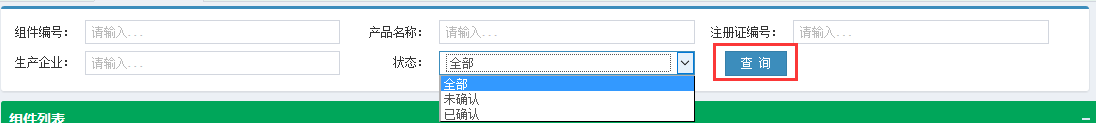 组件编号： 请输入... 产品名称： 请输入... 注册证编号： 请输入...
生产企业： 请输入... 状态： 全部 查 询
全部
未确认
已确认
组件列表